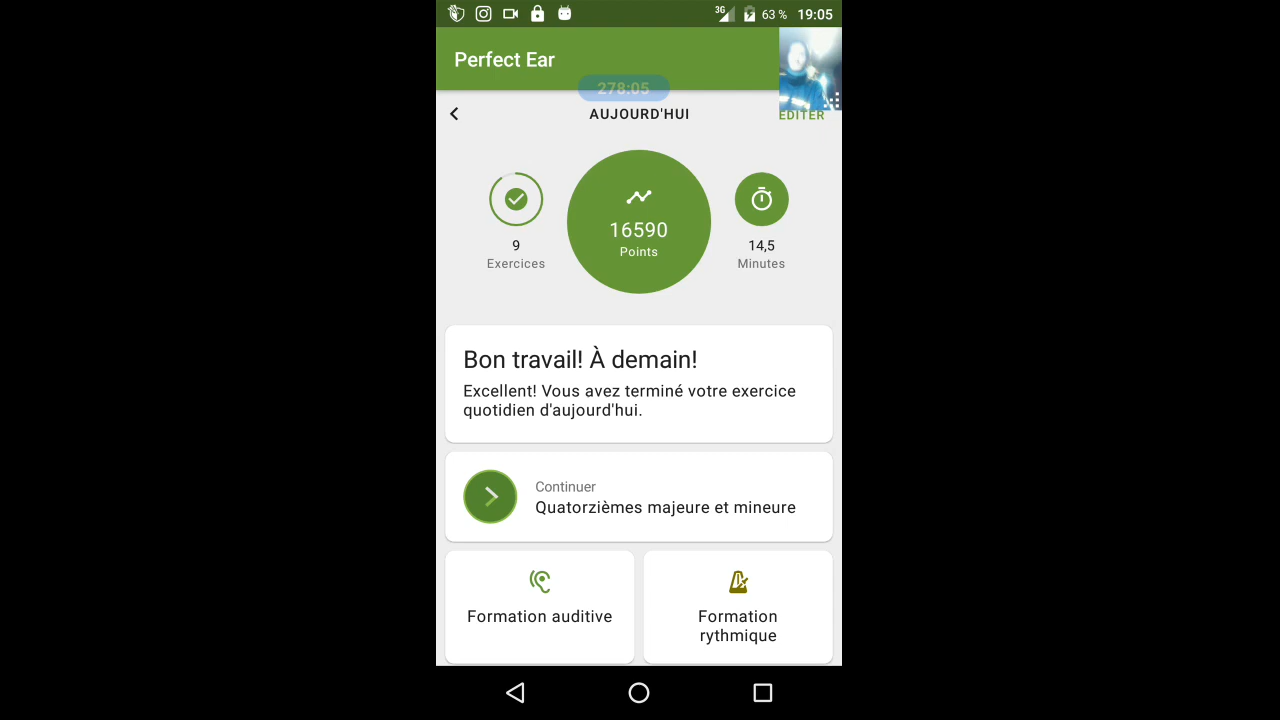 3G 63 % 19:05
Perfect Ear
278:05
AUJOURD'HUI
EDITER
16590
Points
9
Exercices
14,5
Minutes
Bon travail! À demain!
Excellent! Vous avez terminé votre exercice
quotidien d'aujourd'hui.
Continuer
Quatorzièmes majeure et mineure
Formation auditive
Formation
rythmique